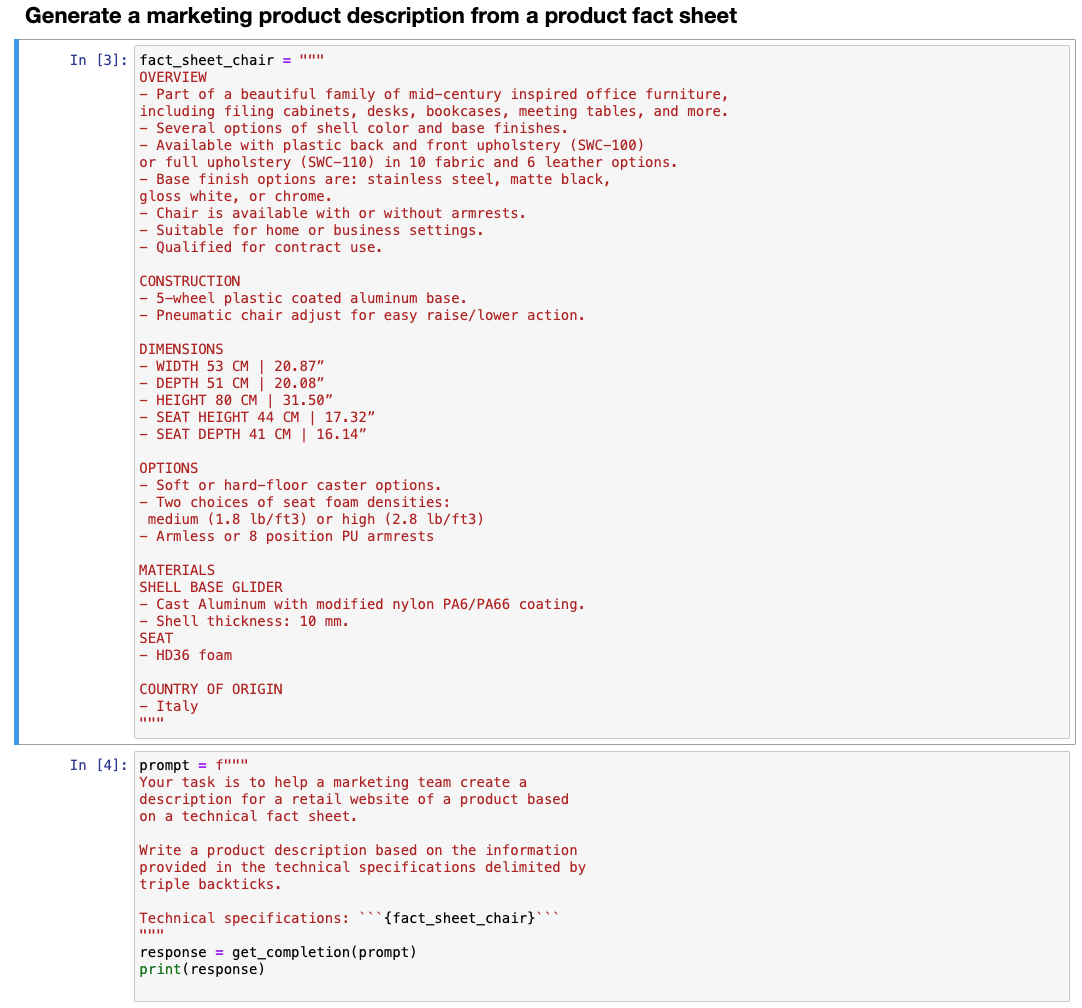 Generate a marketing product description from a product fact sheet
In [3]: fact_sheet_chair = """
OVERVIEW
- Part of a beautiful family of mid-century inspired office furniture,
including filing cabinets, desks, bookcases, meeting tables, and more.
- Several options of shell color and base finishes.
- Available with plastic back and front upholstery (SWC-100)
or full upholstery (SWC-110) in 10 fabric and 6 leather options.
- Base finish options are: stainless steel, matte black,
gloss white, or chrome.
- Chair is available with or without armrests.
- Suitable for home or business settings.
- Qualified for contract use.

CONSTRUCTION
- 5-wheel plastic coated aluminum base.
- Pneumatic chair adjust for easy raise/lower action.

DIMENSIONS
- WIDTH 53 CM | 20.87”
- DEPTH 51 CM | 20.08”
- HEIGHT 80 CM | 31.50”
- SEAT HEIGHT 44 CM | 17.32”
- SEAT DEPTH 41 CM | 16.14”

OPTIONS
- Soft or hard-floor caster options.
- Two choices of seat foam densities:
 medium (1.8 lb/ft3) or high (2.8 lb/ft3)
- Armless or 8 position PU armrests

MATERIALS
SHELL BASE GLIDER
- Cast Aluminum with modified nylon PA6/PA66 coating.
- Shell thickness: 10 mm.
SEAT
- HD36 foam

COUNTRY OF ORIGIN
- Italy
"""
In [4]: prompt = f"""
Your task is to help a marketing team create a
description for a retail website of a product based
on a technical fact sheet.

Write a product description based on the information
provided in the technical specifications delimited by
triple backticks.

Technical specifications: ```{fact_sheet_chair}```
"""
response = get_completion(prompt)
print(response)